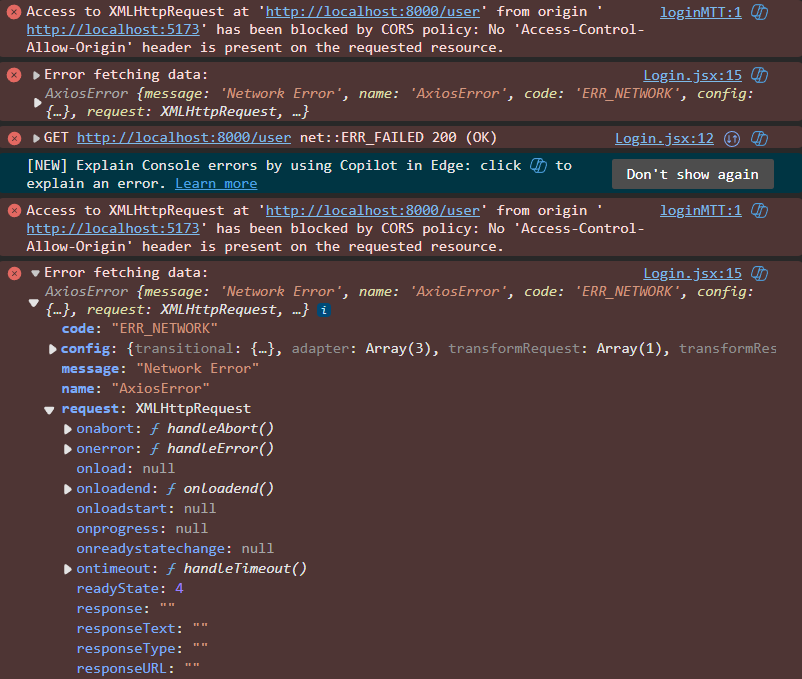 Access to XMLHttpRequest at 'http://localhost:8000/user' from origin ' loginMTT:1
http://localhost:5173' has been blocked by CORS policy: No 'Access-Control-
Allow-Origin' header is present on the requested resource.
Error fetching data: Login.jsx:15
AxiosError {message: 'Network Error', name: 'AxiosError', code: 'ERR_NETWORK', config:
{…}, request: XMLHttpRequest, …}
GET http://localhost:8000/user net::ERR_FAILED 200 (OK) Login.jsx:12
[NEW] Explain Console errors by using Copilot in Edge: click to
explain an error. Learn more
Don't show again
Access to XMLHttpRequest at 'http://localhost:8000/user' from origin ' loginMTT:1
http://localhost:5173' has been blocked by CORS policy: No 'Access-Control-
Allow-Origin' header is present on the requested resource.
Error fetching data: Login.jsx:15
AxiosError {message: 'Network Error', name: 'AxiosError', code: 'ERR_NETWORK', config:
{…}, request: XMLHttpRequest, …} i
code: "ERR_NETWORK"
config: {transitional: {…}, adapter: Array(3), transformRequest: Array(1), transformRes
message: "Network Error"
name: "AxiosError"
request: XMLHttpRequest
onabort: ƒ handleAbort()
onerror: ƒ handleError()
onload: null
onloadend: ƒ onloadend()
onloadstart: null
onprogress: null
onreadystatechange: null
ontimeout: ƒ handleTimeout()
readyState: 4
response: ""
responseText: ""
responseType: ""
responseURL: ""